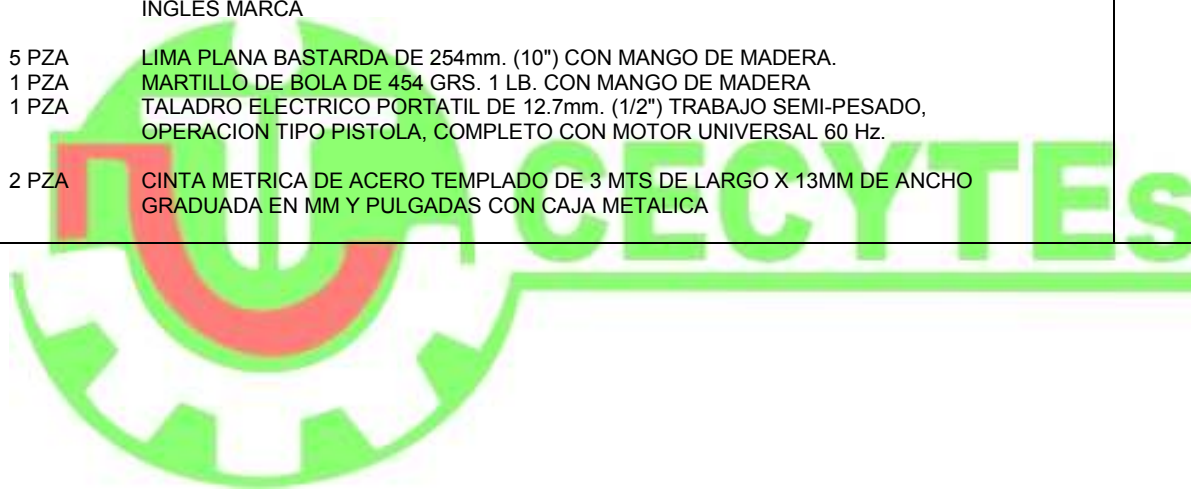 INGLES MARCA
5 PZA LIMA PLANA BASTARDA DE 254mm. (10") CON MANGO DE MADERA.
1 PZA MARTILLO DE BOLA DE 454 GRS. 1 LB. CON MANGO DE MADERA
1 PZA TALADRO ELECTRICO PORTATIL DE 12.7mm. (1/2") TRABAJO SEMI-PESADO,
OPERACION TIPO PISTOLA, COMPLETO CON MOTOR UNIVERSAL 60 Hz.
2 PZA CINTA METRICA DE ACERO TEMPLADO DE 3 MTS DE LARGO X 13MM DE ANCHO
GRADUADA EN MM Y PULGADAS CON CAJA METALICA
CECYTEs